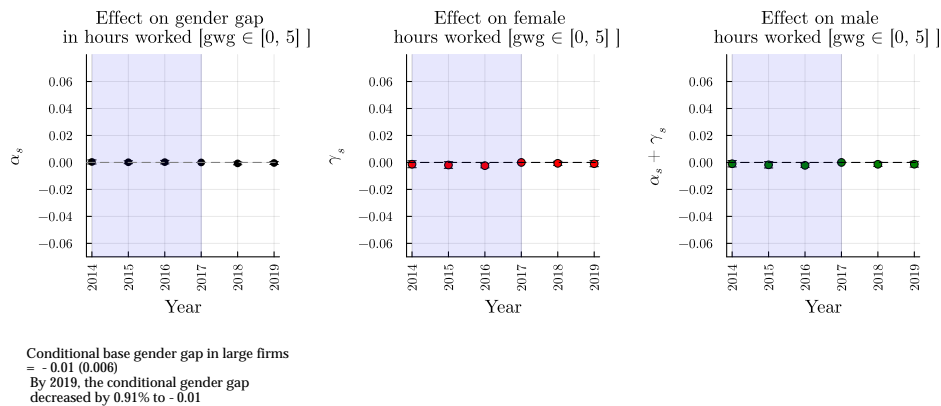 Effect on gender gap
in hours worked [gwg ∈ [0, 5] ]
α_s
0.06
0.04
0.02
0.00
−0.02
−0.04
−0.06
2014
2015
2016
2017
2018
2019
Year
Effect on female
hours worked [gwg ∈ [0, 5] ]
γ_s
0.06
0.04
0.02
0.00
−0.02
−0.04
−0.06
2014
2015
2016
2017
2018
2019
Year
Effect on male
hours worked [gwg ∈ [0, 5] ]
α_s + γ_s
0.06
0.04
0.02
0.00
−0.02
−0.04
−0.06
2014
2015
2016
2017
2018
2019
Year
Conditional base gender gap in large firms
= - 0.01 (0.006)
By 2019, the conditional gender gap
decreased by 0.91% to - 0.01